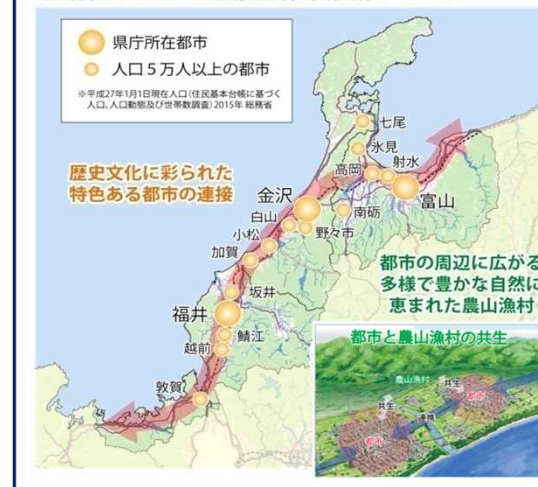 県庁所在都市
人口５万人以上の都市
※平成27年1月1日現在人口(住民基本台帳に基づく
人口、人口動態及び世帯数調査)2015年 総務省
七尾
氷見
高岡
射水
歴史文化に彩られた
特色ある都市の連接
金沢
富山
白山
南砺
小松
野々市
加賀
都市の周辺に広がる
多様で豊かな自然に
恵まれた農山漁村
坂井
福井
鯖江
越前
都市と農山漁村の共生
農山漁村
敦賀
共生
都市
共生
連携
都市